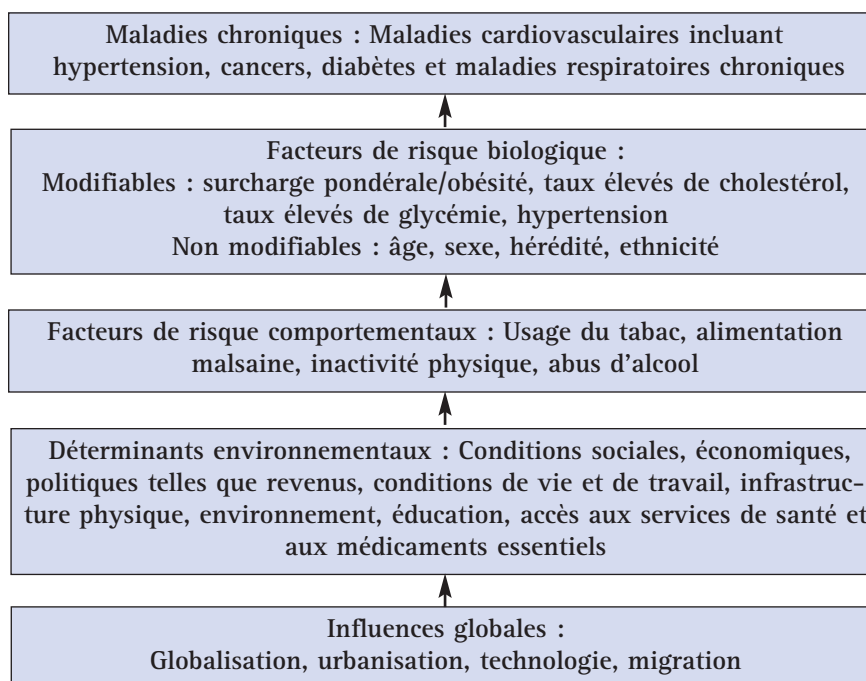 Maladies chroniques : Maladies cardiovasculaires incluant
hypertension, cancers, diabètes et maladies respiratoires chroniques
Facteurs de risque biologique :
Modifiables : surcharge pondérale/obésité, taux élevés de cholestérol,
taux élevés de glycémie, hypertension
Non modifiables : âge, sexe, hérédité, ethnicité
Facteurs de risque comportementaux : Usage du tabac, alimentation
malsaine, inactivité physique, abus d’alcool
Déterminants environnementaux : Conditions sociales, économiques,
politiques telles que revenus, conditions de vie et de travail, infrastruc-
ture physique, environnement, éducation, accès aux services de santé et
aux médicaments essentiels
Influences globales :
Globalisation, urbanisation, technologie, migration